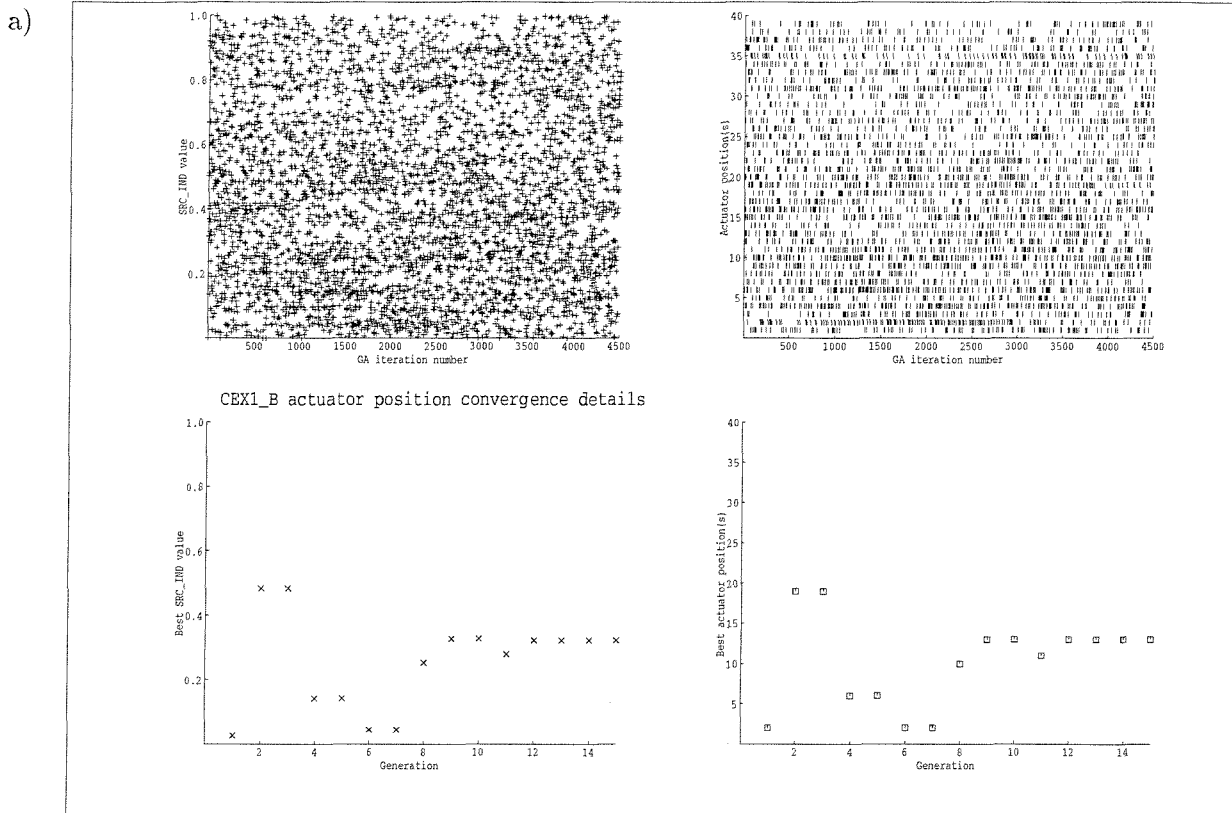 a)
1.0
0.8
0.6
0.4
0.2
SRC_IND value
500 1000 1500 2000 2500 3000 3500 4000 4500
GA iteration number
40
35
30
25
20
15
10
5
Actuator position(s)
500 1000 1500 2000 2500 3000 3500 4000 4500
GA iteration number
CEX1_B actuator position convergence details
1.0
0.8
0.6
0.4
0.2
Best SRC_IND value
2 4 6 8 10 12 14
Generation
40
35
30
25
20
15
10
5
Best actuator position(s)
2 4 6 8 10 12 14
Generation